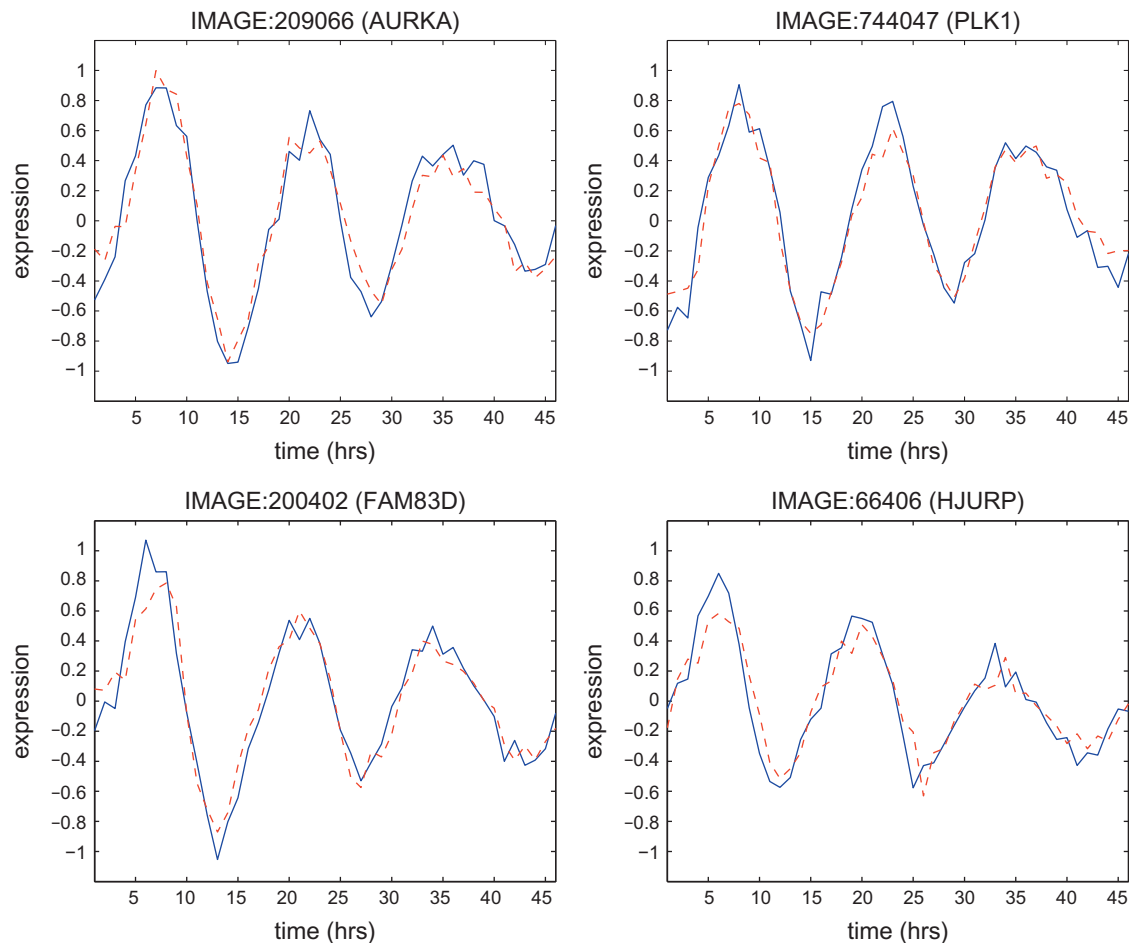 IMAGE:209066 (AURKA)
expression
1
0.8
0.6
0.4
0.2
0
−0.2
−0.4
−0.6
−0.8
−1
5 10 15 20 25 30 35 40 45
time (hrs)
IMAGE:744047 (PLK1)
expression
1
0.8
0.6
0.4
0.2
0
−0.2
−0.4
−0.6
−0.8
−1
5 10 15 20 25 30 35 40 45
time (hrs)
IMAGE:200402 (FAM83D)
expression
1
0.8
0.6
0.4
0.2
0
−0.2
−0.4
−0.6
−0.8
−1
5 10 15 20 25 30 35 40 45
time (hrs)
IMAGE:66406 (HJURP)
expression
1
0.8
0.6
0.4
0.2
0
−0.2
−0.4
−0.6
−0.8
−1
5 10 15 20 25 30 35 40 45
time (hrs)